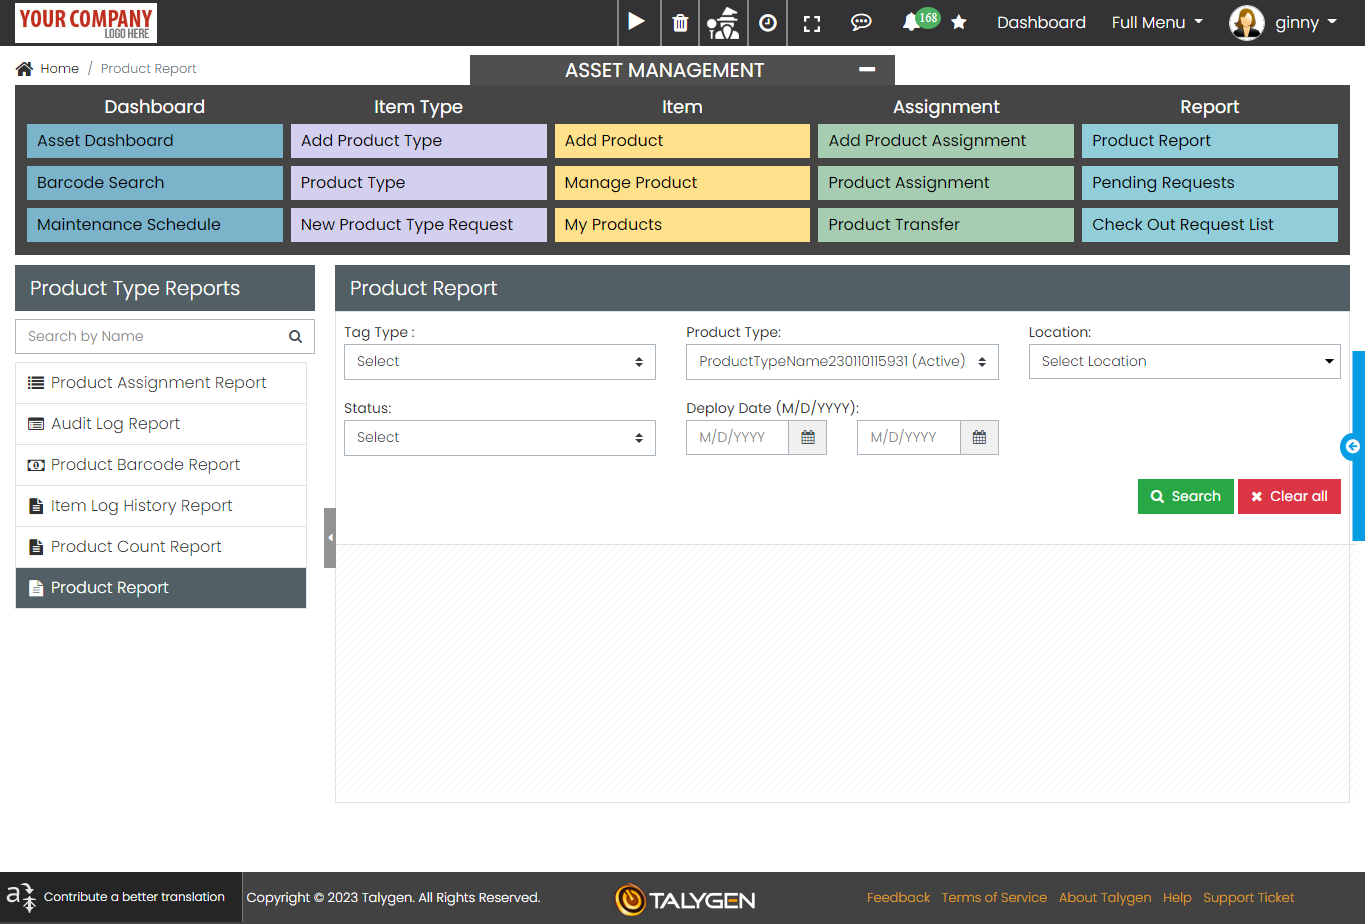 YOUR COMPANY
LOGO HERE
168
Dashboard
Full Menu
ginny
Home / Product Report
ASSET MANAGEMENT
Dashboard
Item Type
Item
Assignment
Report
Asset Dashboard
Add Product Type
Add Product
Add Product Assignment
Product Report
Barcode Search
Product Type
Manage Product
Product Assignment
Pending Requests
Maintenance Schedule
New Product Type Request
My Products
Product Transfer
Check Out Request List
Product Type Reports
Search by Name
Product Assignment Report
Audit Log Report
Product Barcode Report
Item Log History Report
Product Count Report
Product Report
Product Report
Tag Type :
Product Type:
Location:
Select
ProductTypeName230110115931 (Active)
Select Location
Status:
Deploy Date (M/D/YYYY):
Select
M/D/YYYY
M/D/YYYY
Search
Clear all
Contribute a better translation
Copyright © 2023 Talygen. All Rights Reserved.
TALYGEN
Feedback
Terms of Service
About Talygen
Help
Support Ticket